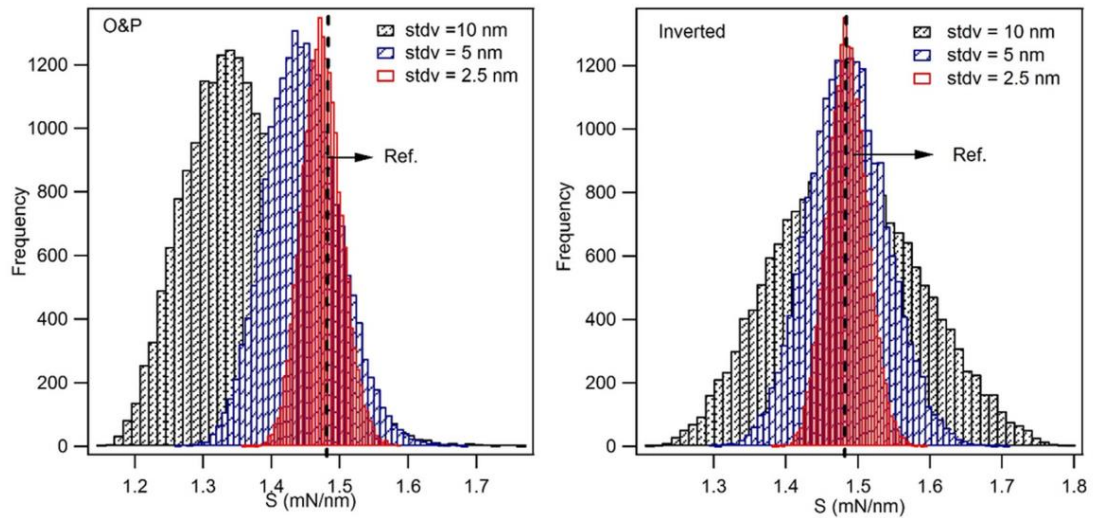 O&P
stdv =10 nm
stdv = 5 nm
stdv = 2.5 nm
Ref.
Frequency
1200
1000
800
600
400
200
0
1.2 1.3 1.4 1.5 1.6 1.7
S (mN/nm)
Inverted
stdv = 10 nm
stdv = 5 nm
stdv = 2.5 nm
Ref.
Frequency
1200
1000
800
600
400
200
0
1.3 1.4 1.5 1.6 1.7 1.8
S (mN/nm)